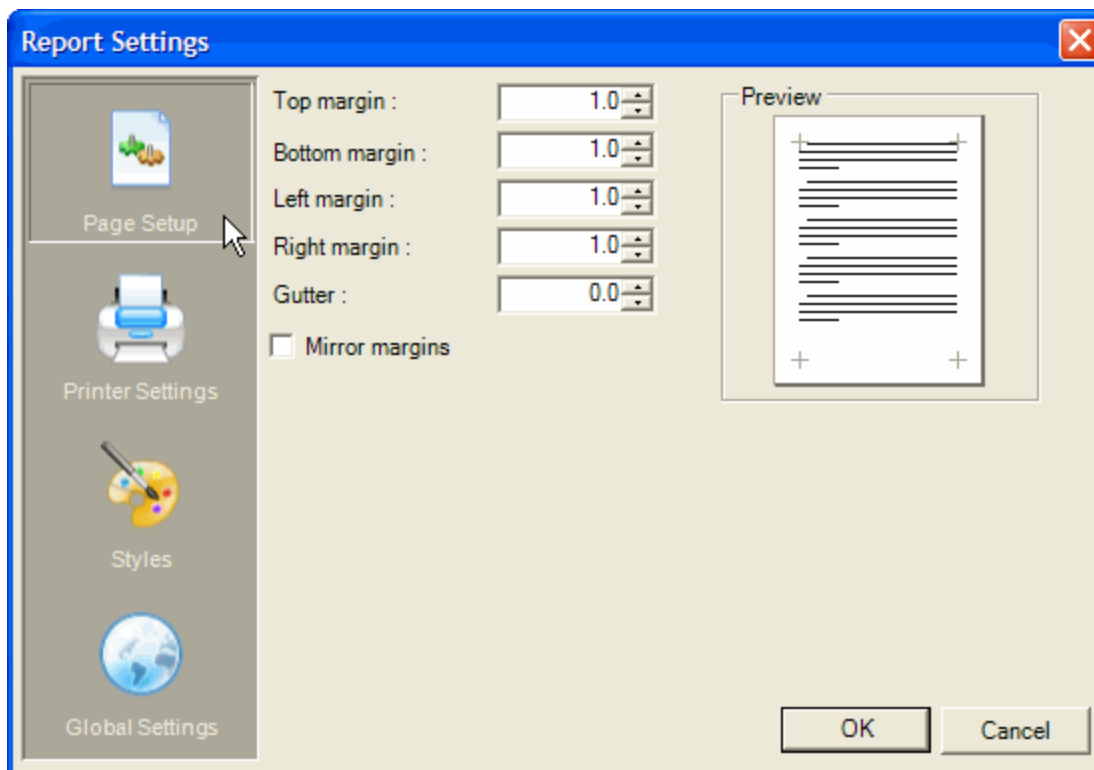 Report Settings
Page Setup
Printer Settings
Styles
Global Settings
Top margin : 1.0
Bottom margin : 1.0
Left margin : 1.0
Right margin : 1.0
Gutter : 0.0
Mirror margins
Preview
OK Cancel